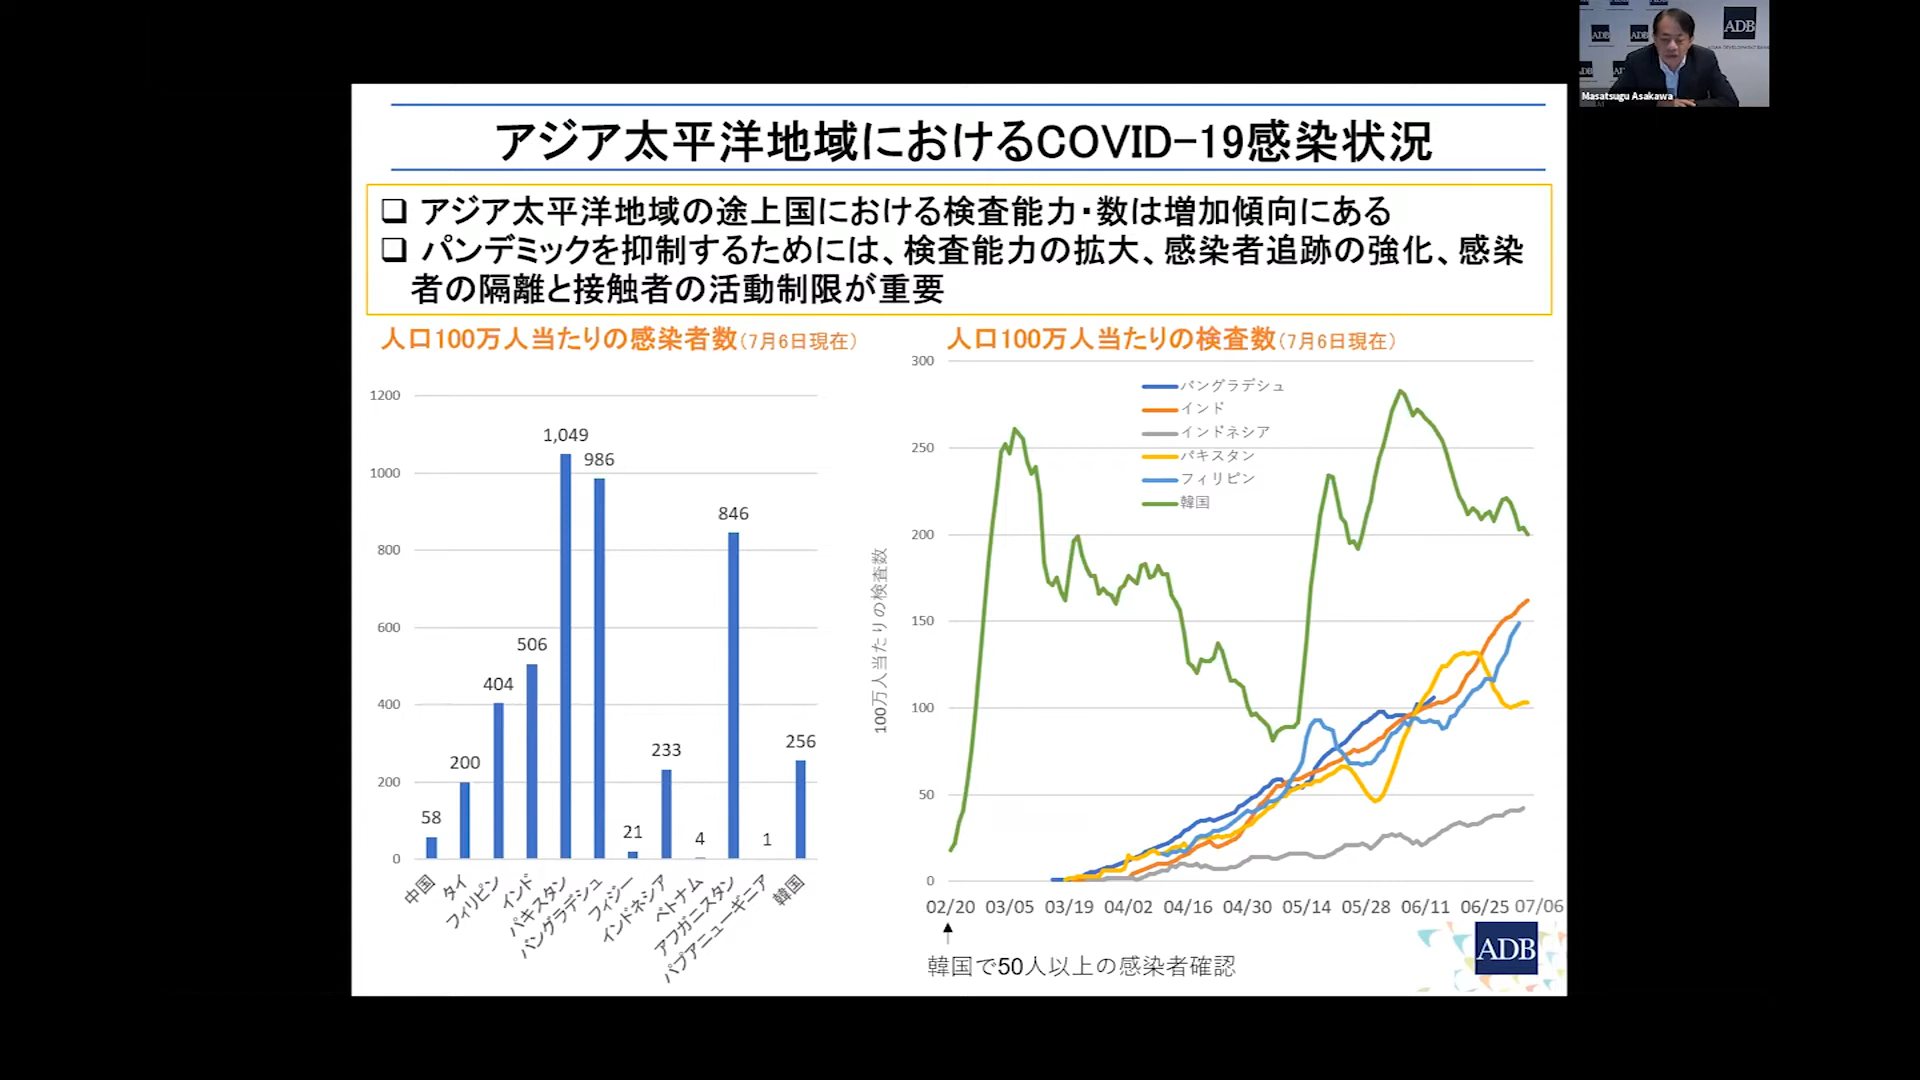 アジア太平洋地域におけるCOVID-19感染状況
❑ アジア太平洋地域の途上国における検査能力・数は増加傾向にある
❑ パンデミックを抑制するためには、検査能力の拡大、感染者追跡の強化、感染
者の隔離と接触者の活動制限が重要
人口100万人当たりの感染者数（7月6日現在）
1200
1000
800
600
400
200
0
58
200
404
506
1,049
986
21
233
4
846
1
256
中国
タイ
フィリピン
インド
パキスタン
バングラデシュ
フィジー
インドネシア
ベトナム
アフガニスタン
パプアニューギニア
韓国
人口100万人当たりの検査数（7月6日現在）
300
250
200
150
100
50
0
100万人当たりの検査数
バングラデシュ
インド
インドネシア
パキスタン
フィリピン
韓国
02/20 03/05 03/19 04/02 04/16 04/30 05/14 05/28 06/11 06/25 07/06
韓国で50人以上の感染者確認
ADB
ADB
ADB
ADB
Masatsugu Asakawa